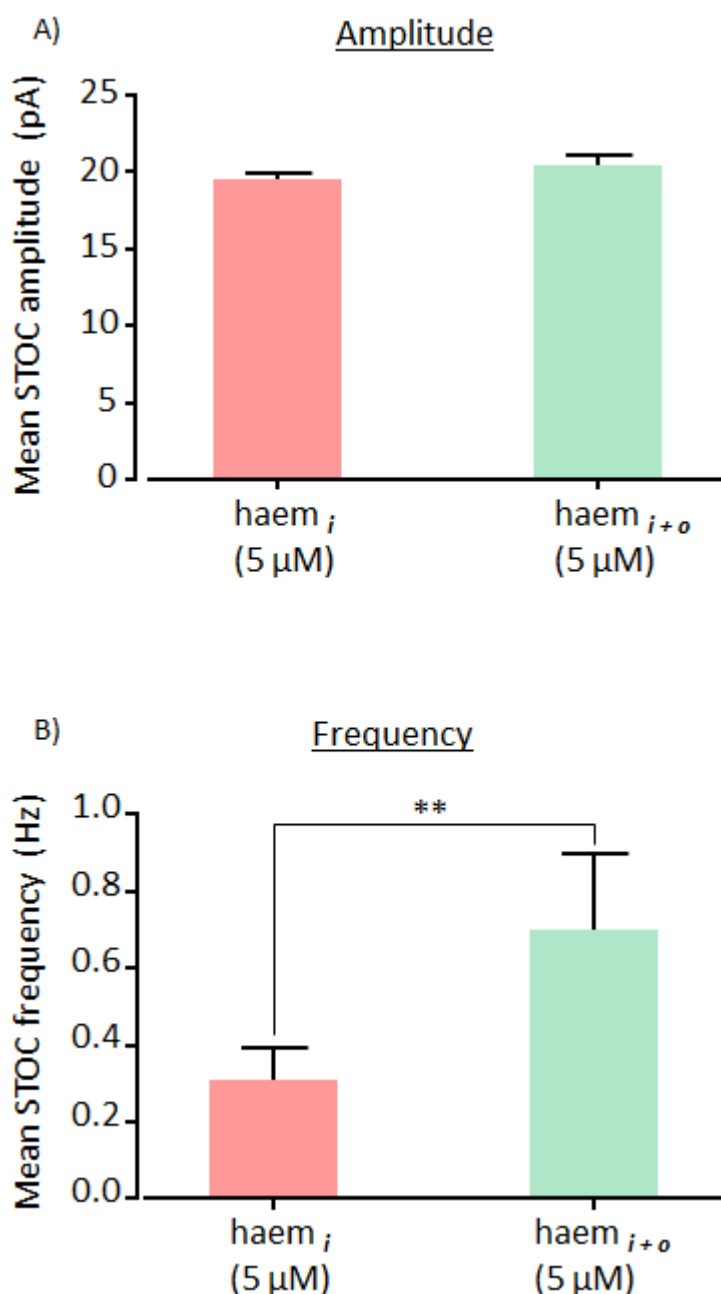 A)
Amplitude
Mean STOC amplitude (pA)
25
20
15
10
5
0
haem i
(5 µM)
haem i + o
(5 µM)
B)
Frequency
Mean STOC frequency (Hz)
1.0
0.8
0.6
0.4
0.2
0.0
**
haem i
(5 µM)
haem i + o
(5 µM)